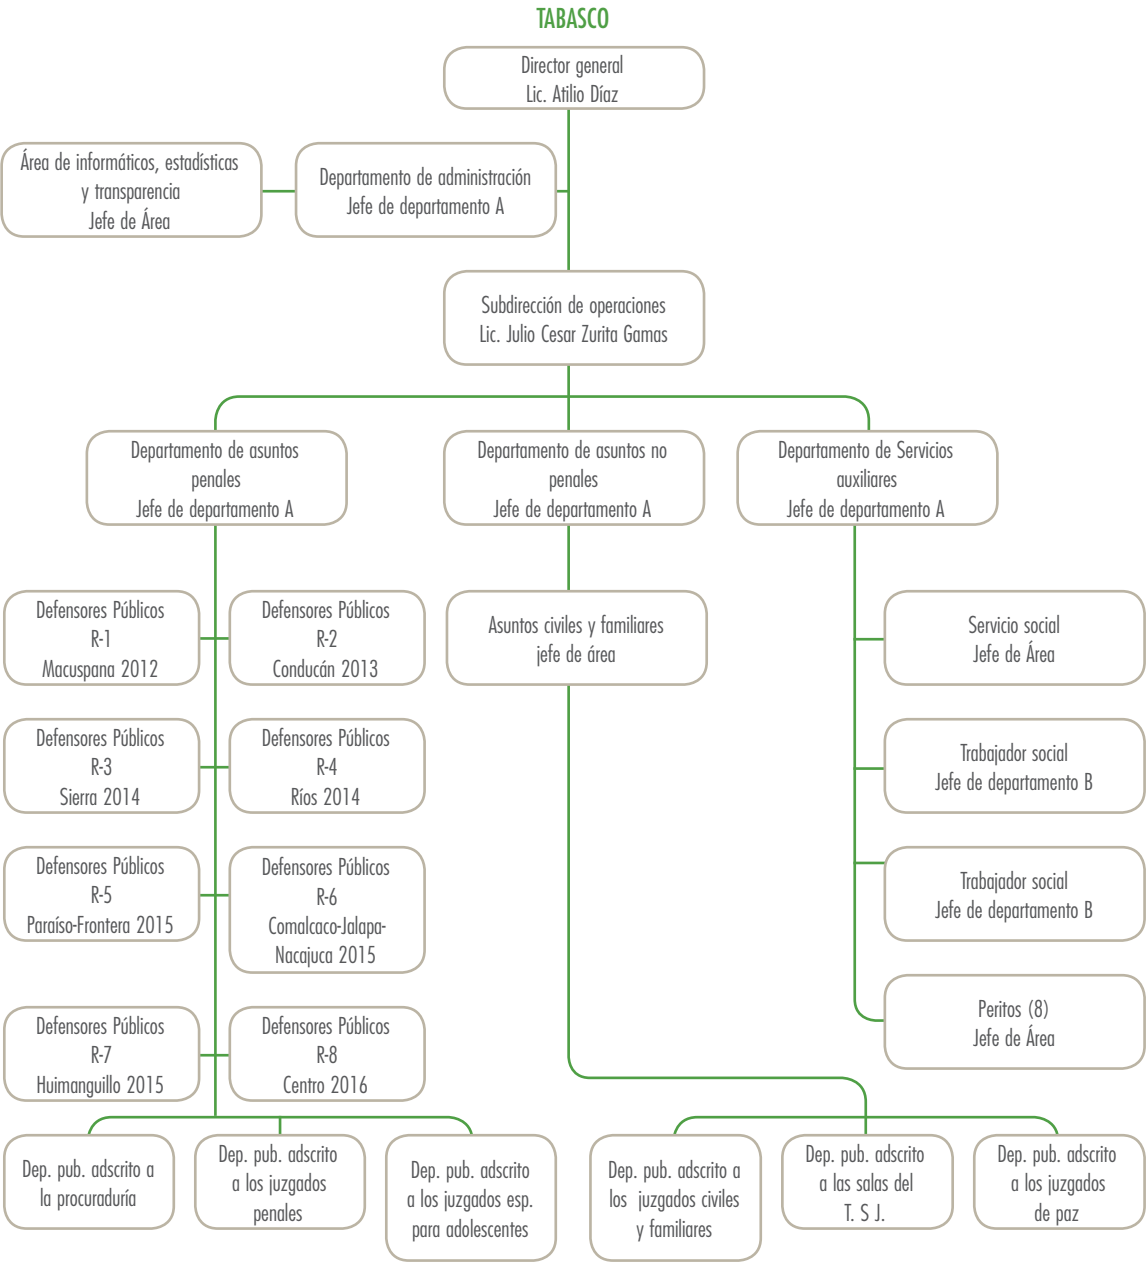 TABASCO
Director general
Lic. Atilio Díaz
Área de informáticos, estadísticas
y transparencia
Jefe de Área
Departamento de administración
Jefe de departamento A
Subdirección de operaciones
Lic. Julio Cesar Zurita Gamas
Departamento de asuntos
penales
Jefe de departamento A
Departamento de asuntos no
penales
Jefe de departamento A
Departamento de Servicios
auxiliares
Jefe de departamento A
Defensores Públicos
R-1
Macuspana 2012
Defensores Públicos
R-2
Conducán 2013
Asuntos civiles y familiares
jefe de área
Servicio social
Jefe de Área
Defensores Públicos
R-3
Sierra 2014
Defensores Públicos
R-4
Ríos 2014
Trabajador social
Jefe de departamento B
Defensores Públicos
R-5
Paraíso-Frontera 2015
Defensores Públicos
R-6
Comalcaco-Jalapa-
Nacajuca 2015
Trabajador social
Jefe de departamento B
Defensores Públicos
R-7
Huimanguillo 2015
Defensores Públicos
R-8
Centro 2016
Peritos (8)
Jefe de Área
Dep. pub. adscrito a
la procuraduría
Dep. pub. adscrito
a los juzgados
penales
Dep. pub. adscrito
a los juzgados esp.
para adolescentes
Dep. pub. adscrito a
los juzgados civiles
y familiares
Dep. pub. adscrito
a las salas del
T. S J.
Dep. pub. adscrito
a los juzgados
de paz